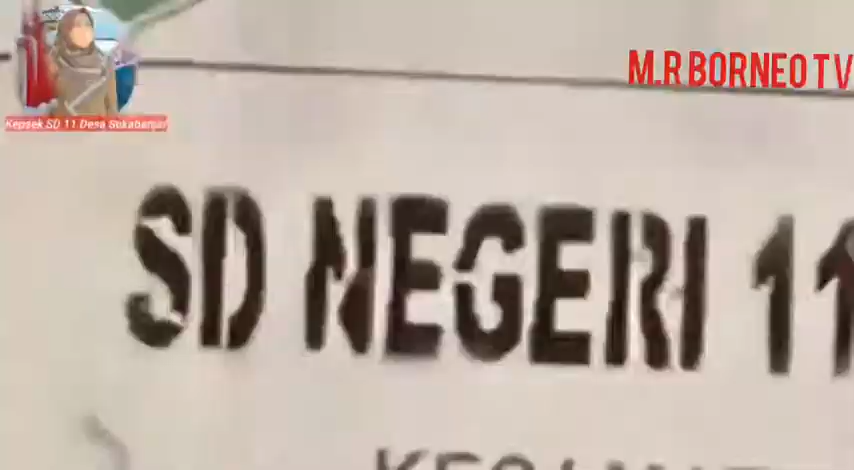 M.R BORNEO TV
Kepsek SD 11 Desa Sukabanjar
SD NEGERI 11